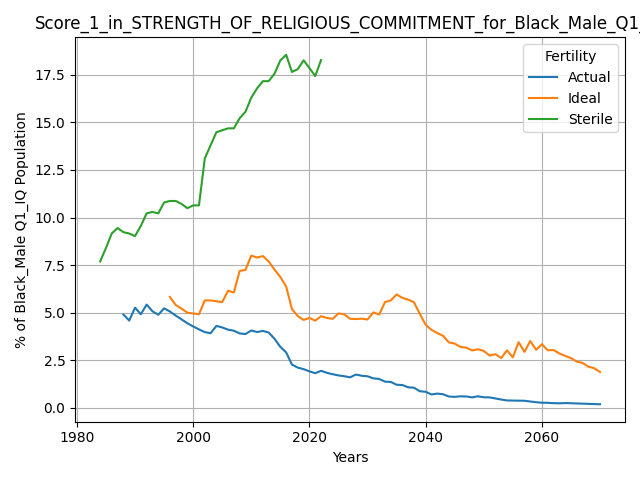 Score_1_in_STRENGTH_OF_RELIGIOUS_COMMITMENT_for_Black_Male_Q1_
Fertility
Actual
Ideal
Sterile
17.5
15.0
12.5
10.0
7.5
5.0
2.5
0.0
% of Black_Male Q1_IQ Population
1980
2000
2020
2040
2060
Years